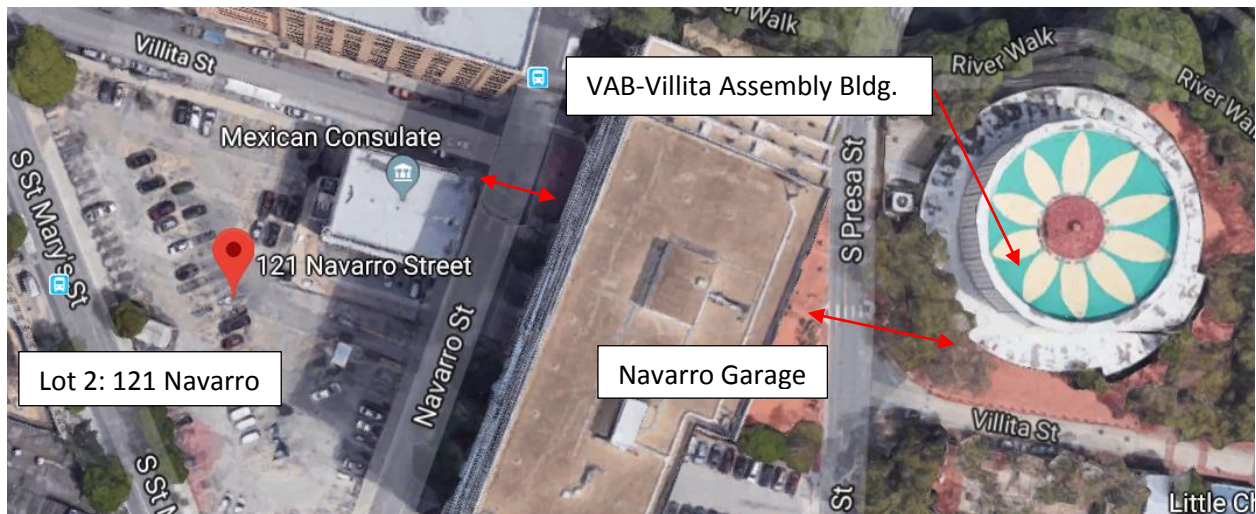 Villita St
River Walk
River Walk
River Wa
VAB-Villita Assembly Bldg.
Mexican Consulate
S St Mary's St
S Presa St
121 Navarro Street
Lot 2: 121 Navarro
Navarro St
Navarro Garage
Villita St
S St M
St
Little Ch